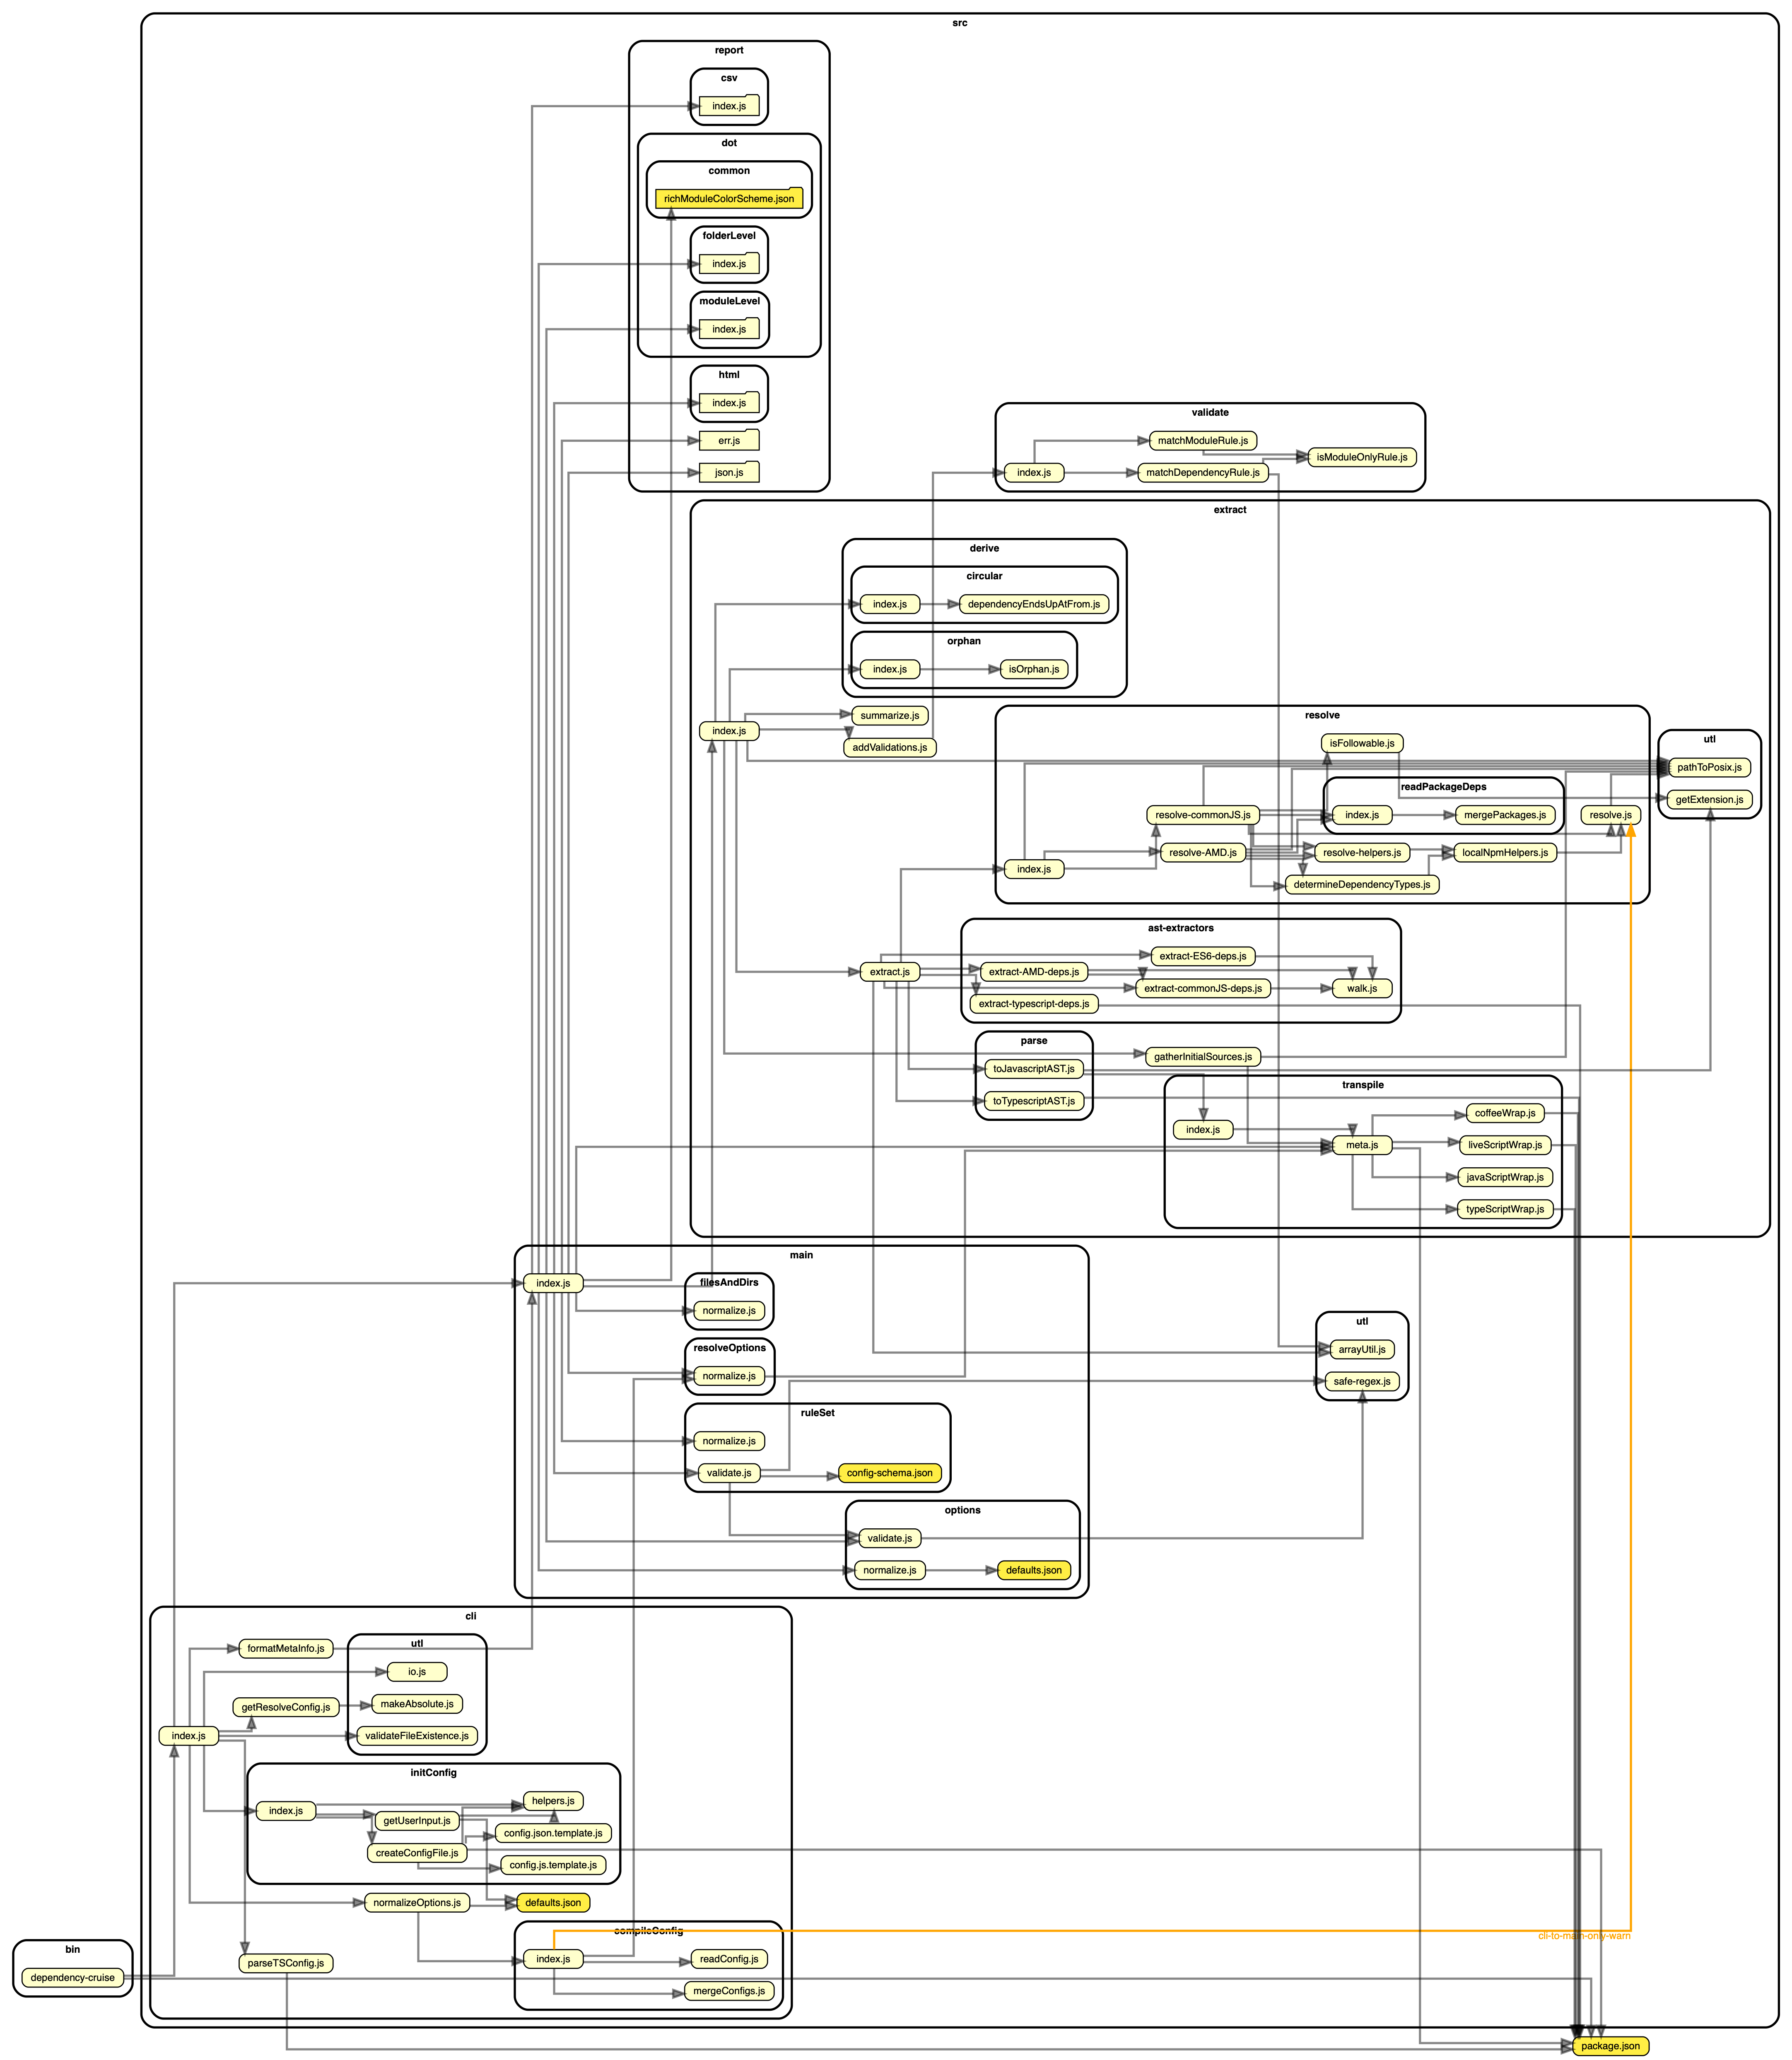 src
report
csv
index.js
dot
common
richModuleColorScheme.json
folderLevel
index.js
moduleLevel
index.js
html
index.js
err.js
json.js
validate
matchModuleRule.js
isModuleOnlyRule.js
index.js
matchDependencyRule.js
extract
derive
circular
index.js
dependencyEndsUpAtFrom.js
orphan
index.js
isOrphan.js
summarize.js
index.js
addValidations.js
resolve
isFollowable.js
readPackageDeps
index.js
mergePackages.js
resolve-commonJS.js
resolve.js
resolve-AMD.js
resolve-helpers.js
localNpmHelpers.js
index.js
determineDependencyTypes.js
utl
pathToPosix.js
getExtension.js
ast-extractors
extract-ES6-deps.js
extract.js
extract-AMD-deps.js
extract-commonJS-deps.js
walk.js
extract-typescript-deps.js
parse
toJavascriptAST.js
toTypescriptAST.js
gatherInitialSources.js
transpile
index.js
meta.js
coffeeWrap.js
liveScriptWrap.js
javaScriptWrap.js
typeScriptWrap.js
main
index.js
filesAndDirs
normalize.js
resolveOptions
normalize.js
ruleSet
normalize.js
validate.js
config-schema.json
options
validate.js
normalize.js
defaults.json
utl
arrayUtil.js
safe-regex.js
cli
formatMetaInfo.js
utl
io.js
getResolveConfig.js
makeAbsolute.js
index.js
validateFileExistence.js
initConfig
index.js
helpers.js
getUserInput.js
config.json.template.js
createConfigFile.js
config.js.template.js
normalizeOptions.js
defaults.json
compileConfig
cli-to-main-only-warn
index.js
readConfig.js
parseTSConfig.js
mergeConfigs.js
bin
dependency-cruise
package.json